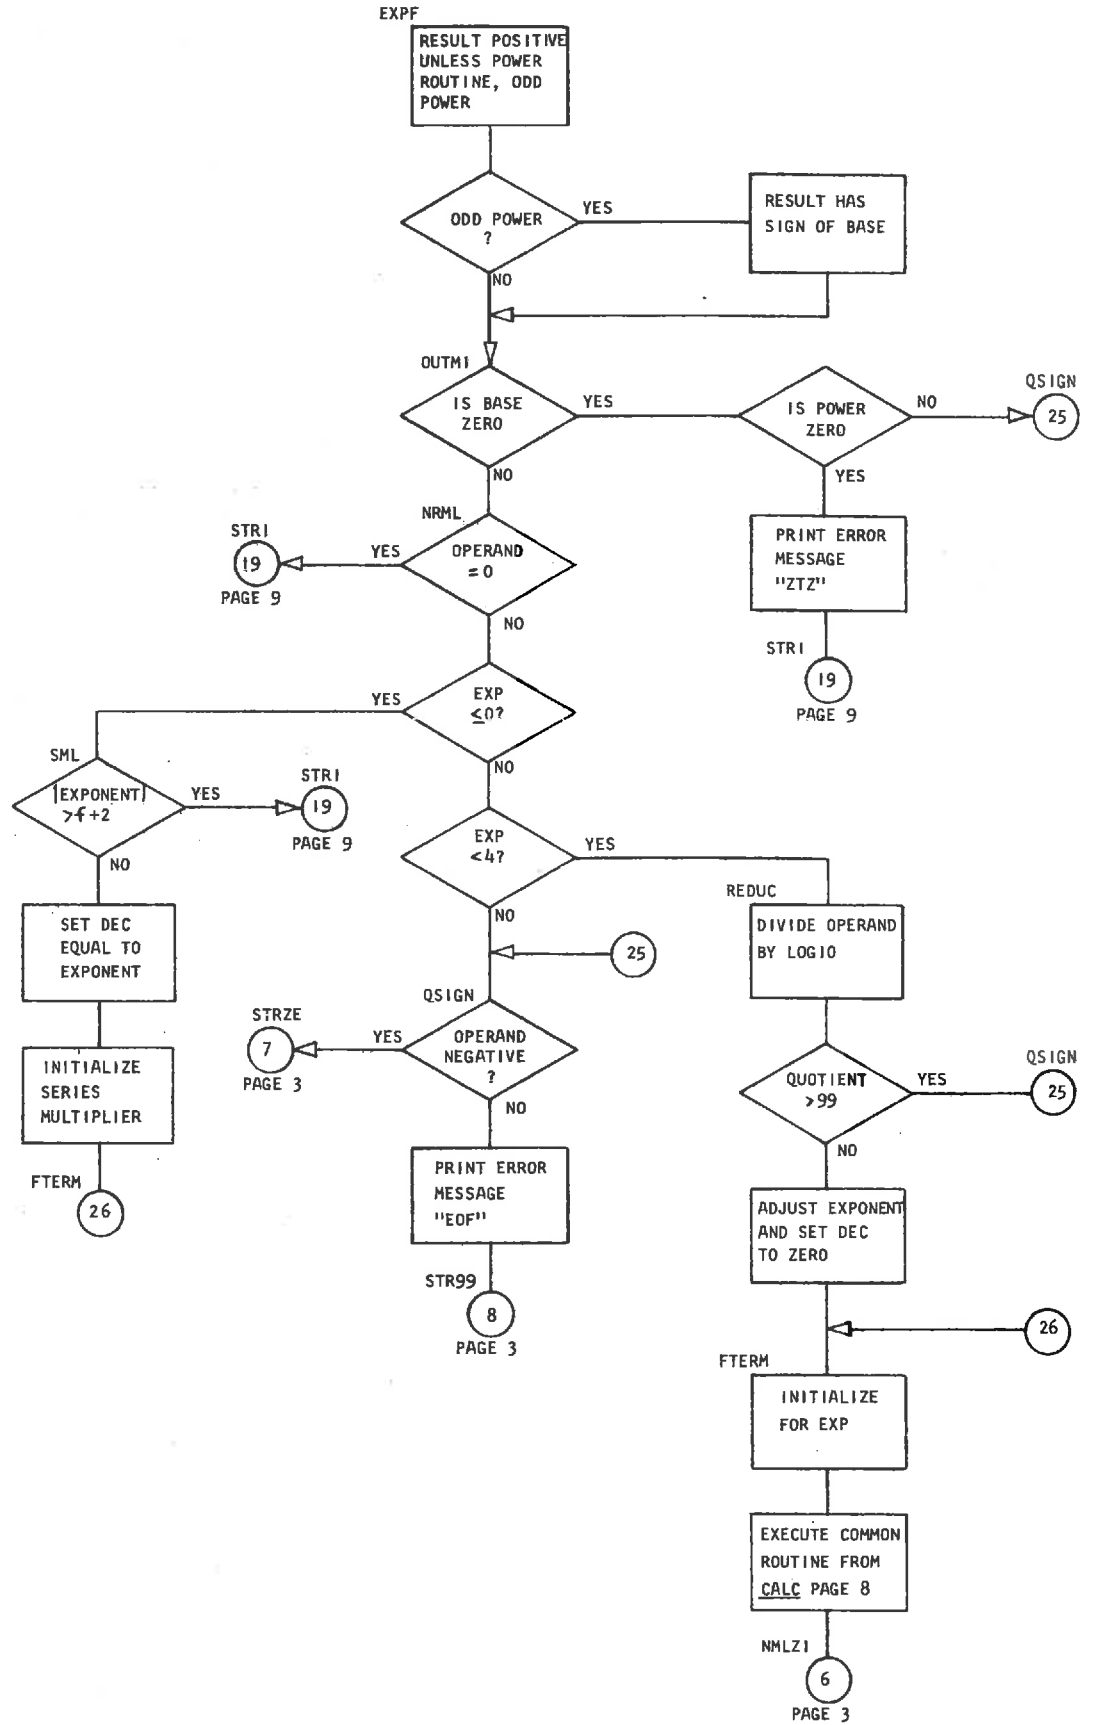 EXPF
RESULT POSITIVE
UNLESS POWER
ROUTINE, ODD
POWER
ODD POWER
?
YES
RESULT HAS
SIGN OF BASE
NO
OUTM1
IS BASE
ZERO
YES
IS POWER
ZERO
NO
QSIGN
25
NO
YES
PRINT ERROR
MESSAGE
"ZTZ"
STR1
19
PAGE 9
NRML
OPERAND
=0
YES
STR1
19
PAGE 9
NO
EXP
≤0?
YES
SML
|EXPONENT|
>f+2
YES
STR1
19
PAGE 9
NO
SET DEC
EQUAL TO
EXPONENT
INITIALIZE
SERIES
MULTIPLIER
FTERM
26
NO
EXP
<4?
YES
NO
25
QSIGN
OPERAND
NEGATIVE
?
YES
STRZE
7
PAGE 3
NO
PRINT ERROR
MESSAGE
"EOF"
STR99
8
PAGE 3
REDUC
DIVIDE OPERAND
BY LOG10
QUOTIENT
>99
YES
QSIGN
25
NO
ADJUST EXPONENT
AND SET DEC
TO ZERO
26
FTERM
INITIALIZE
FOR EXP
EXECUTE COMMON
ROUTINE FROM
CALC PAGE 8
NMLZ1
6
PAGE 3